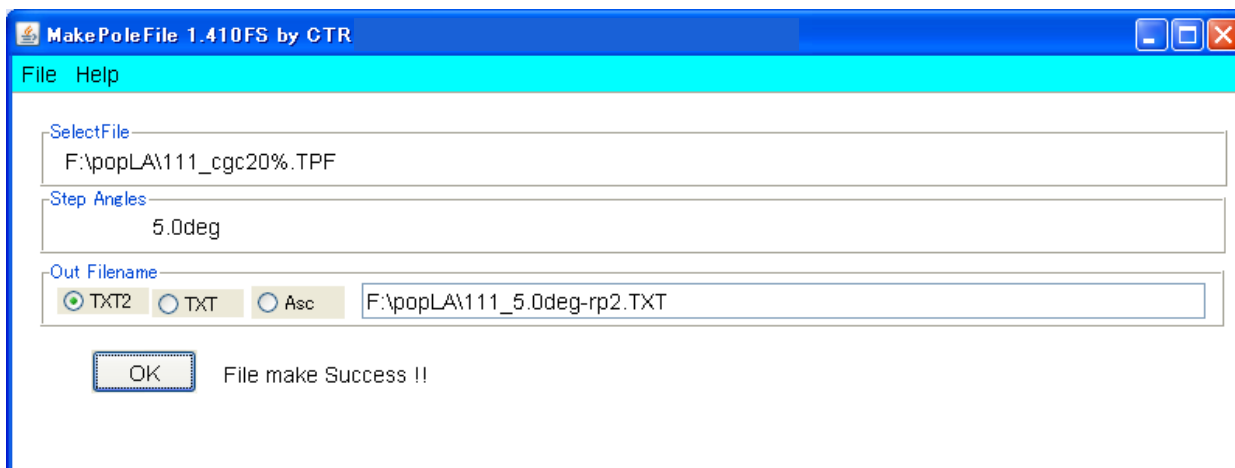 MakePoleFile 1.410FS by CTR
File Help
SelectFile
F:\popLA\111_cgc20%.TPF
Step Angles
5.0deg
Out Filename
TXT2 TXT Asc F:\popLA\111_5.0deg-rp2.TXT
OK File make Success !!